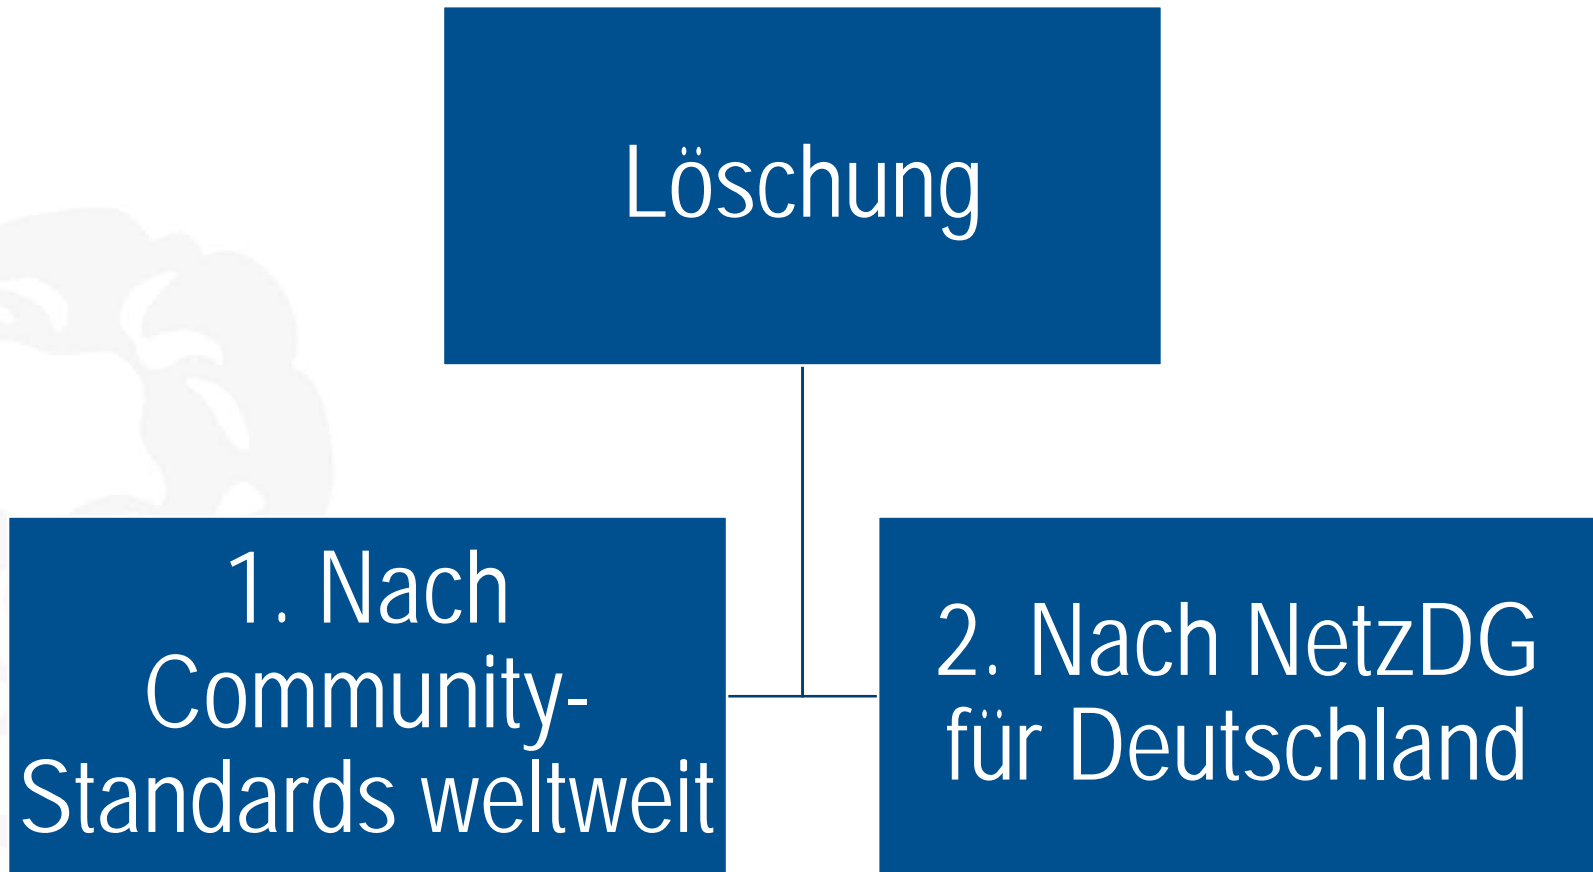 Löschung
1. Nach
Community-
Standards weltweit
2. Nach NetzDG
für Deutschland